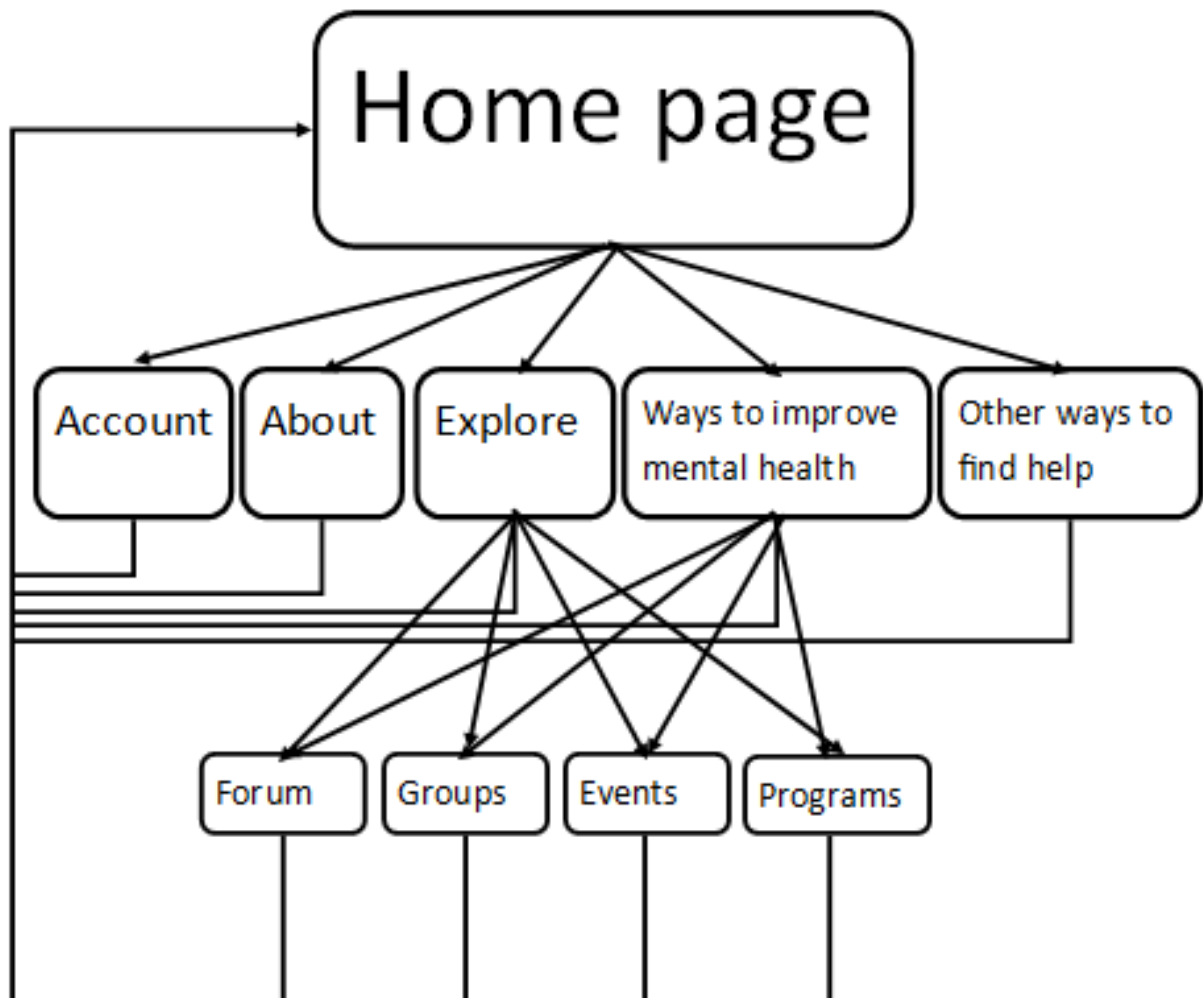 Home page
Account
About
Explore
Ways to improve
mental health
Other ways to
find help
Forum
Groups
Events
Programs